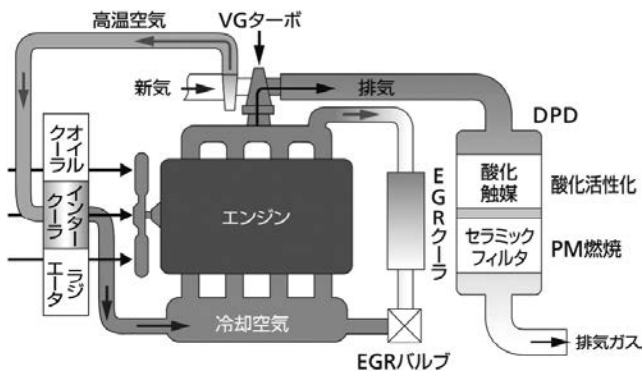 高温空気
VGターボ
新気
排気
DPD
オイル
クーラ
インター
クーラ
ラジ
エータ
エンジン
EGRクーラ
酸化
触媒
酸化活性化
セラミック
フィルタ
PM燃焼
冷却空気
EGRバルブ
排気ガス